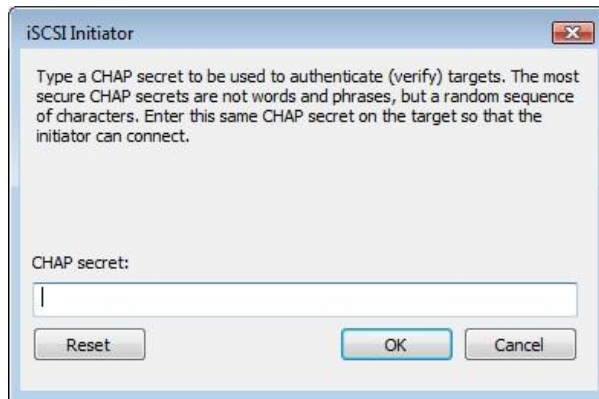 iSCSI Initiator
Type a CHAP secret to be used to authenticate (verify) targets. The most
secure CHAP secrets are not words and phrases, but a random sequence
of characters. Enter this same CHAP secret on the target so that the
initiator can connect.
CHAP secret:
Reset OK Cancel